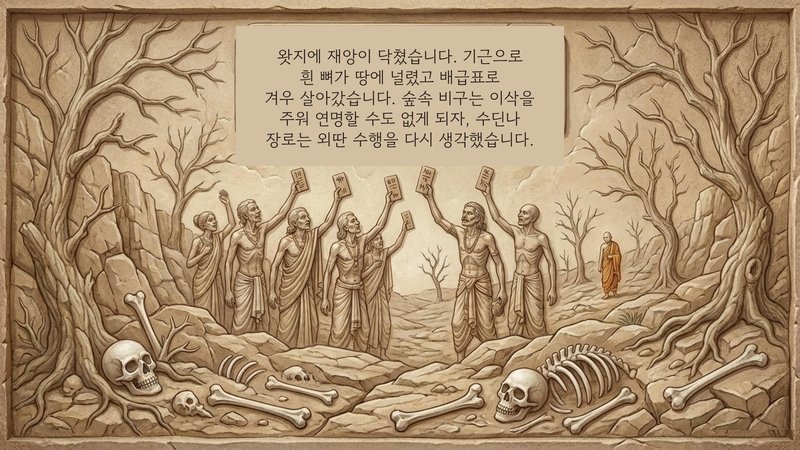 왓지에 재앙이 닥쳤습니다. 기근으로
흰 뼈가 땅에 널렸고 배급표로
겨우 살아갔습니다. 숲속 비구는 이삭을
주워 연명할 수도 없게 되자, 수딘나
장로는 외딴 수행을 다시 생각했습니다.